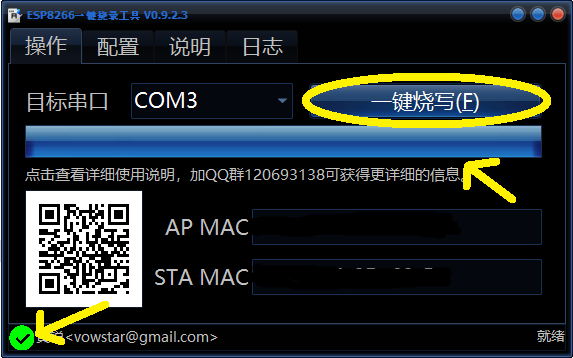 ESP8266一键烧录工具 V0.9.2.3
操作 配置 说明 日志
目标串口 COM3 一键烧写(F)
点击查看详细使用说明，加QQ群120693138可获得更详细的信息。
AP MAC
STA MAC
<vowstar@gmail.com> 就绪